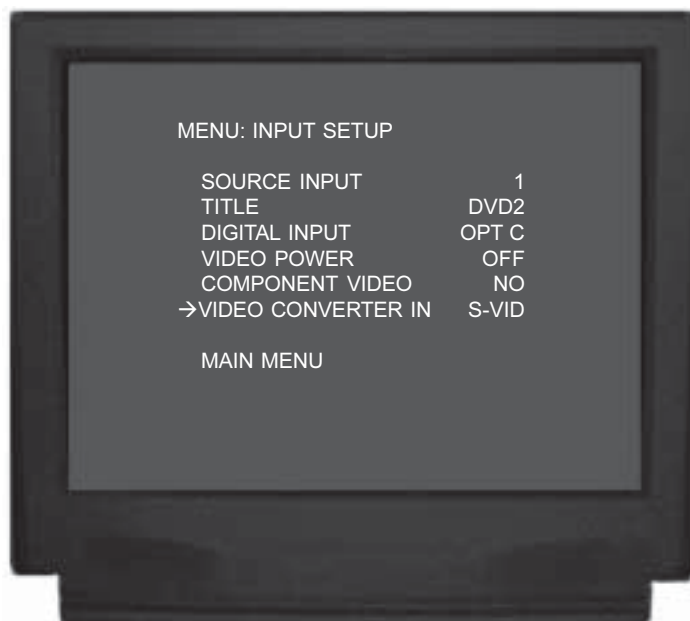 MENU: INPUT SETUP
SOURCE INPUT 1
TITLE DVD2
DIGITAL INPUT OPT C
VIDEO POWER OFF
COMPONENT VIDEO NO
→VIDEO CONVERTER IN S-VID
MAIN MENU